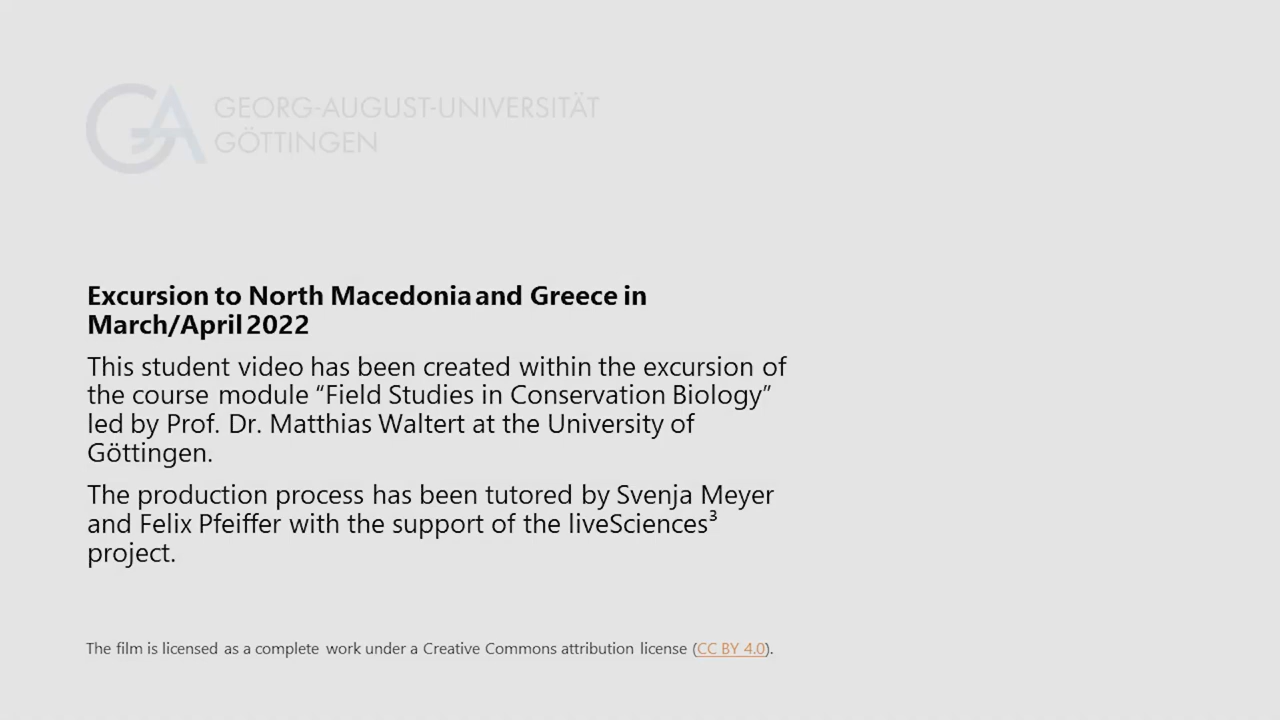 GEORG-AUGUST-UNIVERSITÄT
GÖTTINGEN
Excursion to North Macedonia and Greece in
March/April 2022
This student video has been created within the excursion of
the course module “Field Studies in Conservation Biology”
led by Prof. Dr. Matthias Waltert at the University of
Göttingen.
The production process has been tutored by Svenja Meyer
and Felix Pfeiffer with the support of the liveSciences³
project.
The film is licensed as a complete work under a Creative Commons attribution license (CC BY 4.0).